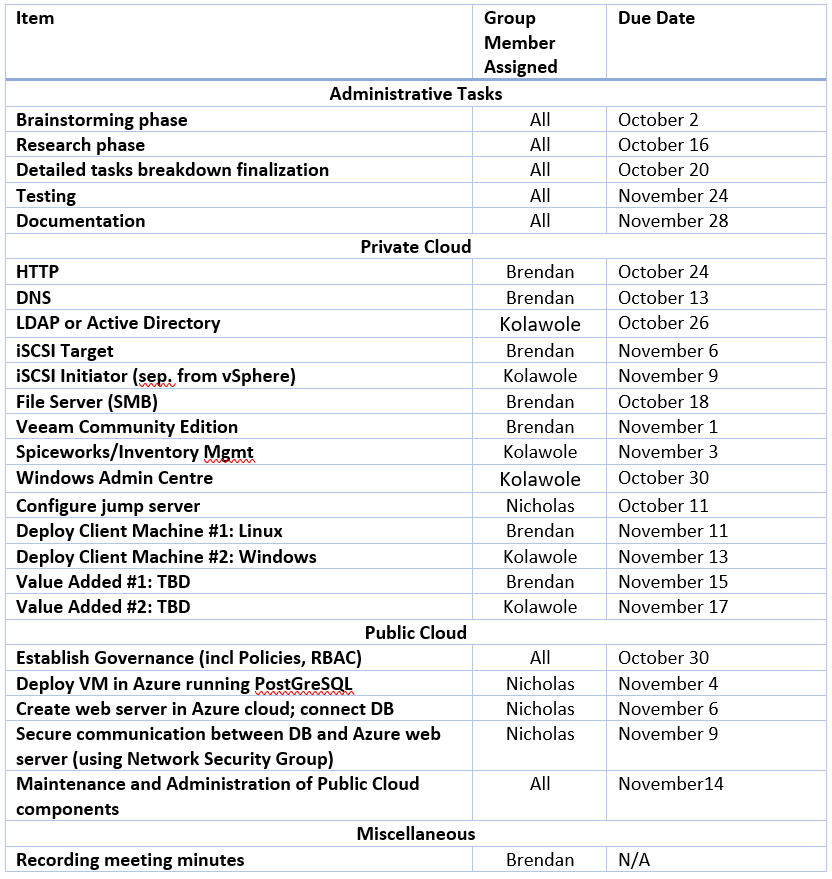 Item Group Due Date
Member
Assigned
Administrative Tasks
Brainstorming phase All October 2
Research phase All October 16
Detailed tasks breakdown finalization All October 20
Testing All November 24
Documentation All November 28
Private Cloud
HTTP Brendan October 24
DNS Brendan October 13
LDAP or Active Directory Kolawole October 26
iSCSI Target Brendan November 6
iSCSI Initiator (sep. from vSphere) Kolawole November 9
File Server (SMB) Brendan October 18
Veeam Community Edition Brendan November 1
Spiceworks/Inventory Mgmt Kolawole November 3
Windows Admin Centre Kolawole October 30
Configure jump server Nicholas October 11
Deploy Client Machine #1: Linux Brendan November 11
Deploy Client Machine #2: Windows Kolawole November 13
Value Added #1: TBD Brendan November 15
Value Added #2: TBD Kolawole November 17
Public Cloud
Establish Governance (incl Policies, RBAC) All October 30
Deploy VM in Azure running PostGreSQL Nicholas November 4
Create web server in Azure cloud; connect DB Nicholas November 6
Secure communication between DB and Azure web Nicholas November 9
server (using Network Security Group)
Maintenance and Administration of Public Cloud All November14
components
Miscellaneous
Recording meeting minutes Brendan N/A